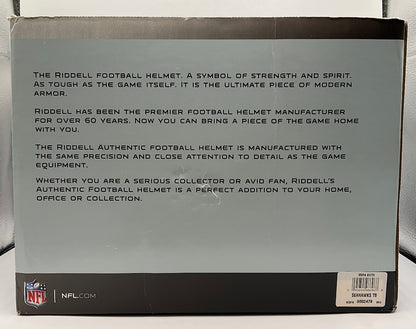 THE RIDDELL FOOTBALL HELMET. A SYMBOL OF STRENGTH AND SPIRIT.
AS TOUGH AS THE GAME ITSELF. IT IS THE ULTIMATE PIECE OF MODERN
ARMOR.
RIDDELL HAS BEEN THE PREMIER FOOTBALL HELMET MANUFACTURER
FOR OVER 60 YEARS. NOW YOU CAN BRING A PIECE OF THE GAME HOME
WITH YOU.
THE RIDDELL AUTHENTIC FOOTBALL HELMET IS MANUFACTURED WITH
THE SAME PRECISION AND CLOSE ATTENTION TO DETAIL AS THE GAME
EQUIPMENT.
WHETHER YOU ARE A SERIOUS COLLECTOR OR AVID FAN, RIDDELL'S
AUTHENTIC FOOTBALL HELMET IS A PERFECT ADDITION TO YOUR HOME,
OFFICE OR COLLECTION.
NFL
NFL.COM
SEAHAWKS TB